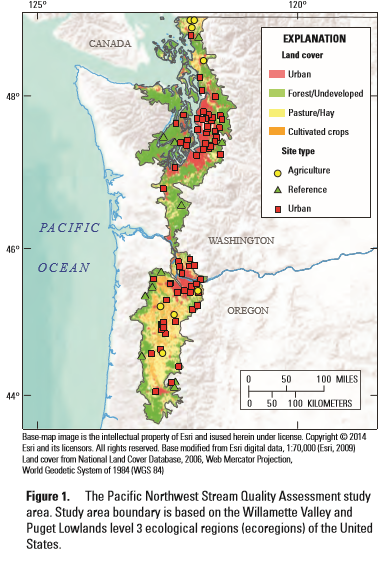 125°
120°
CANADA
EXPLANATION
Land cover
Urban
Forest/Undeveloped
Pasture/Hay
Cultivated crops
Site type
Agriculture
Reference
Urban
48°
PACIFIC
OCEAN
WASHINGTON
46°
OREGON
0 50 100 MILES
0 50 100 KILOMETERS
44°
Base-map image is the intellectual property of Esri and isused herein under license. Copyright © 2014
Esri and its licensors. All rights reserved. Base modified from Esri digital data, 1:70,000 (Esri, 2009)
Land cover from National Land Cover Database, 2006, Web Mercator Projection,
World Geodetic System of 1984 (WGS 84)
Figure 1. The Pacific Northwest Stream Quality Assessment study
area. Study area boundary is based on the Willamette Valley and
Puget Lowlands level 3 ecological regions (ecoregions) of the United
States.